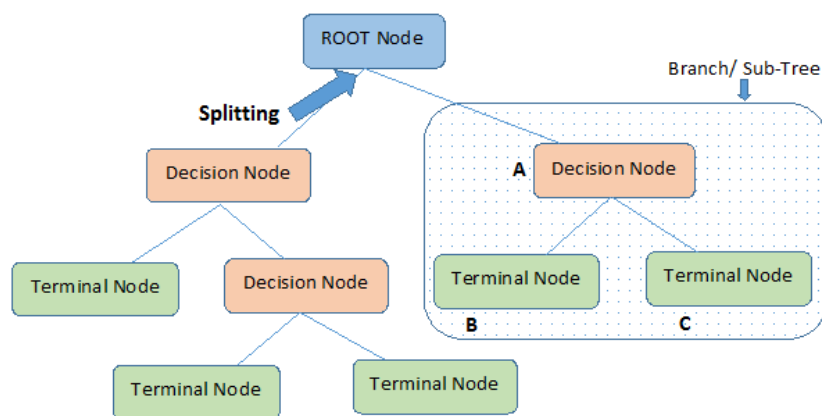 ROOT Node
Branch/ Sub-Tree
Splitting
Decision Node
A
Decision Node
Terminal Node
Decision Node
Terminal Node
Terminal Node
B
C
Terminal Node
Terminal Node